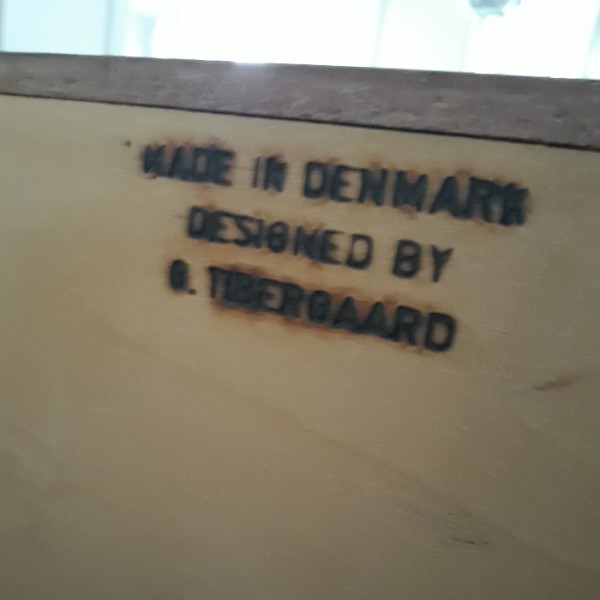 MADE IN DENMARK
DESIGNED BY
G. TIBERGAARD